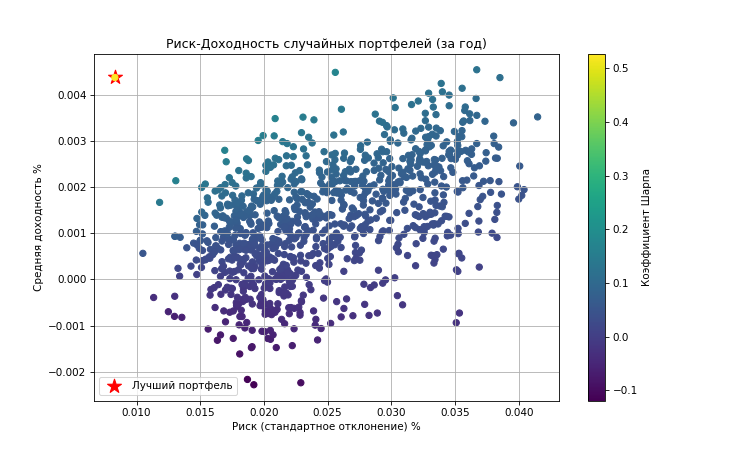 Риск-Доходность случайных портфелей (за год)
Средняя доходность %
0.004
0.003
0.002
0.001
0.000
−0.001
−0.002
Лучший портфель
0.010 0.015 0.020 0.025 0.030 0.035 0.040
Риск (стандартное отклонение) %
0.5
0.4
0.3
0.2
0.1
0.0
−0.1
Коэффициент Шарпа